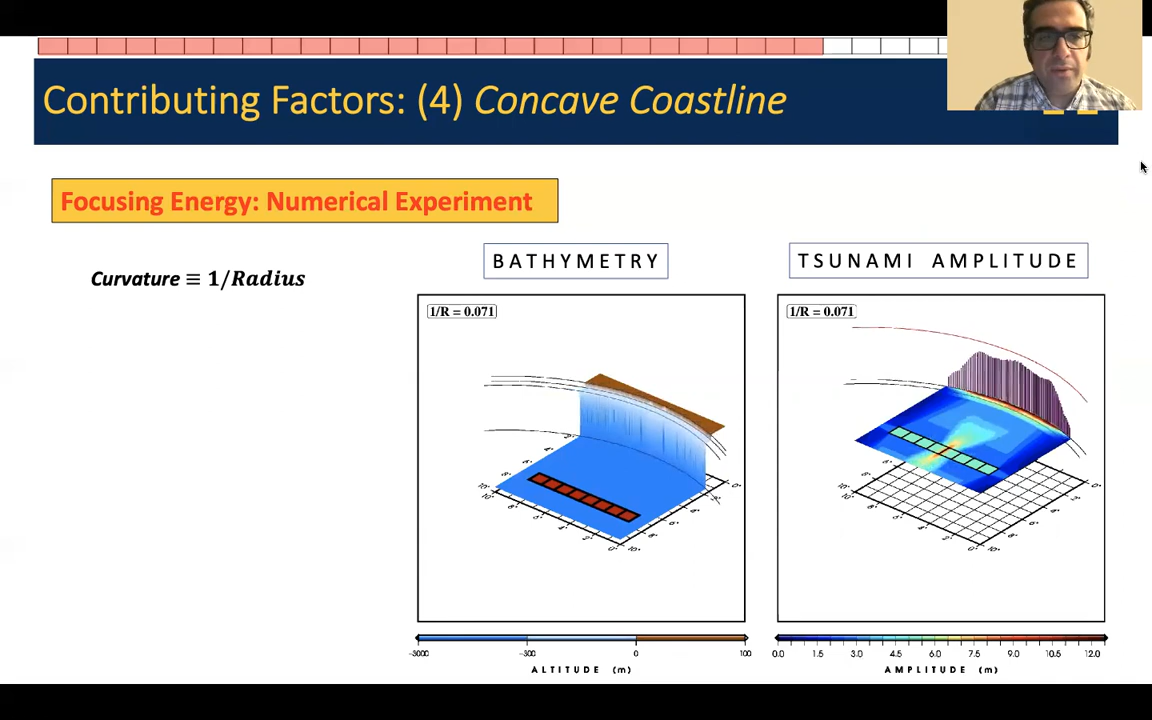 Contributing Factors: (4) Concave Coastline
Focusing Energy: Numerical Experiment
Curvature ≡ 1/Radius
BATHYMETRY
TSUNAMI AMPLITUDE
1/R = 0.071
1/R = 0.071
-3000 -300 0 100
ALTITUDE (m)
0.0 1.5 3.0 4.5 6.0 7.5 9.0 10.5 12.0
AMPLITUDE (m)